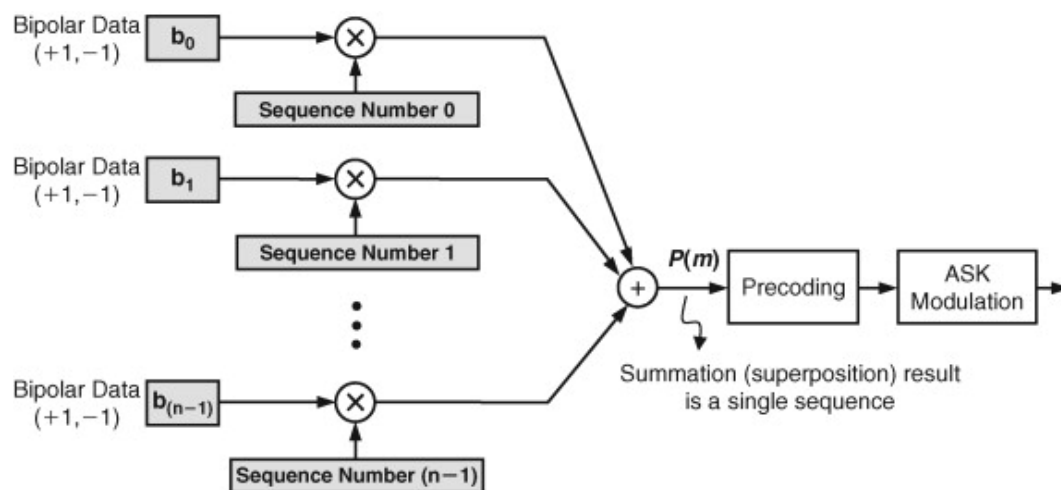 Bipolar Data
(+1,−1)
b0
Sequence Number 0
Bipolar Data
(+1,−1)
b1
Sequence Number 1
Bipolar Data
(+1,−1)
b(n−1)
Sequence Number (n−1)
P(m)
Precoding
ASK
Modulation
Summation (superposition) result
is a single sequence